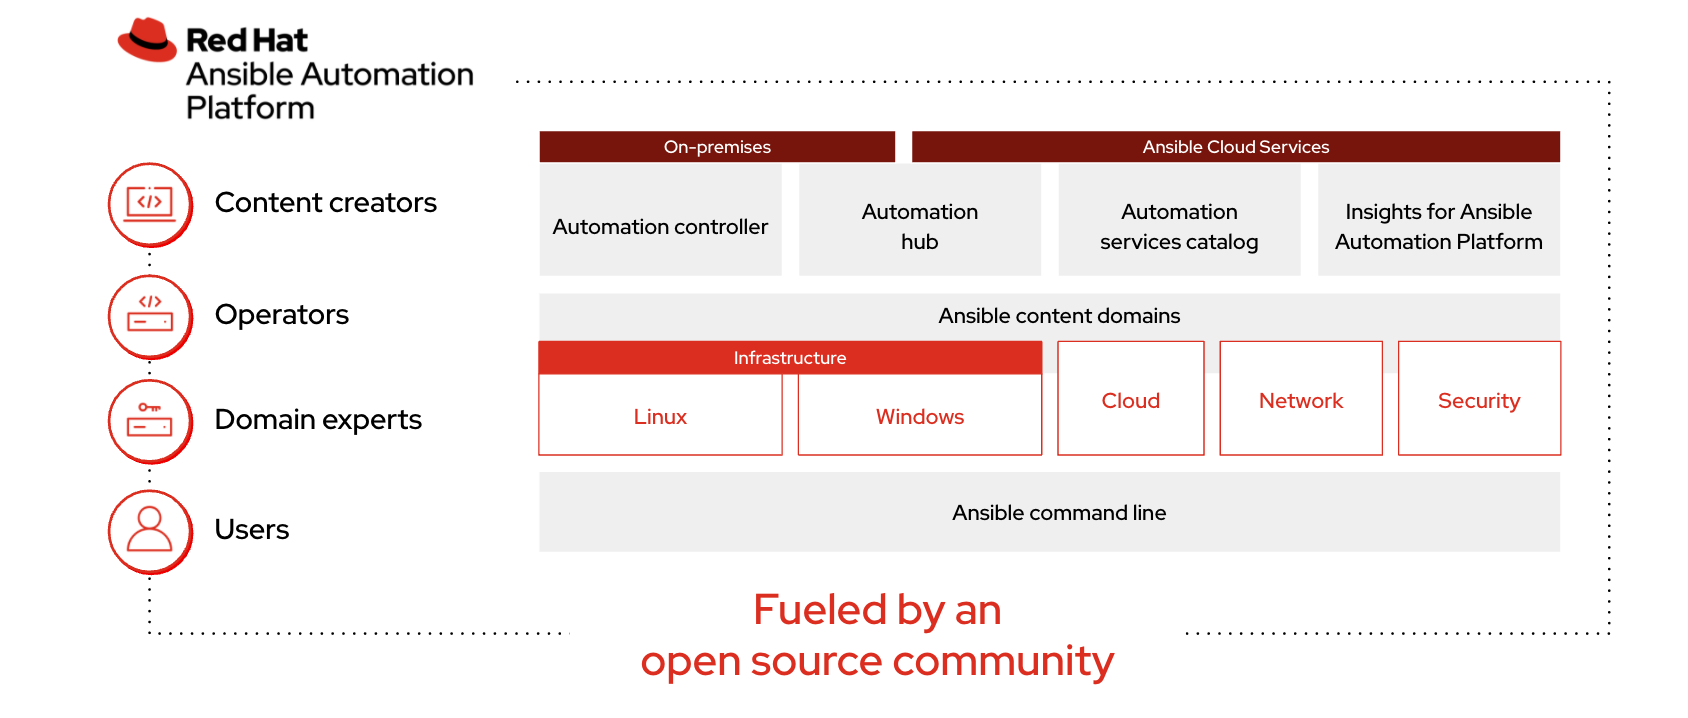 Red Hat
Ansible Automation
Platform
Content creators
Operators
Domain experts
Users
On-premises
Ansible Cloud Services
Automation controller
Automation
hub
Automation
services catalog
Insights for Ansible
Automation Platform
Ansible content domains
Infrastructure
Linux
Windows
Cloud
Network
Security
Ansible command line
Fueled by an
open source community